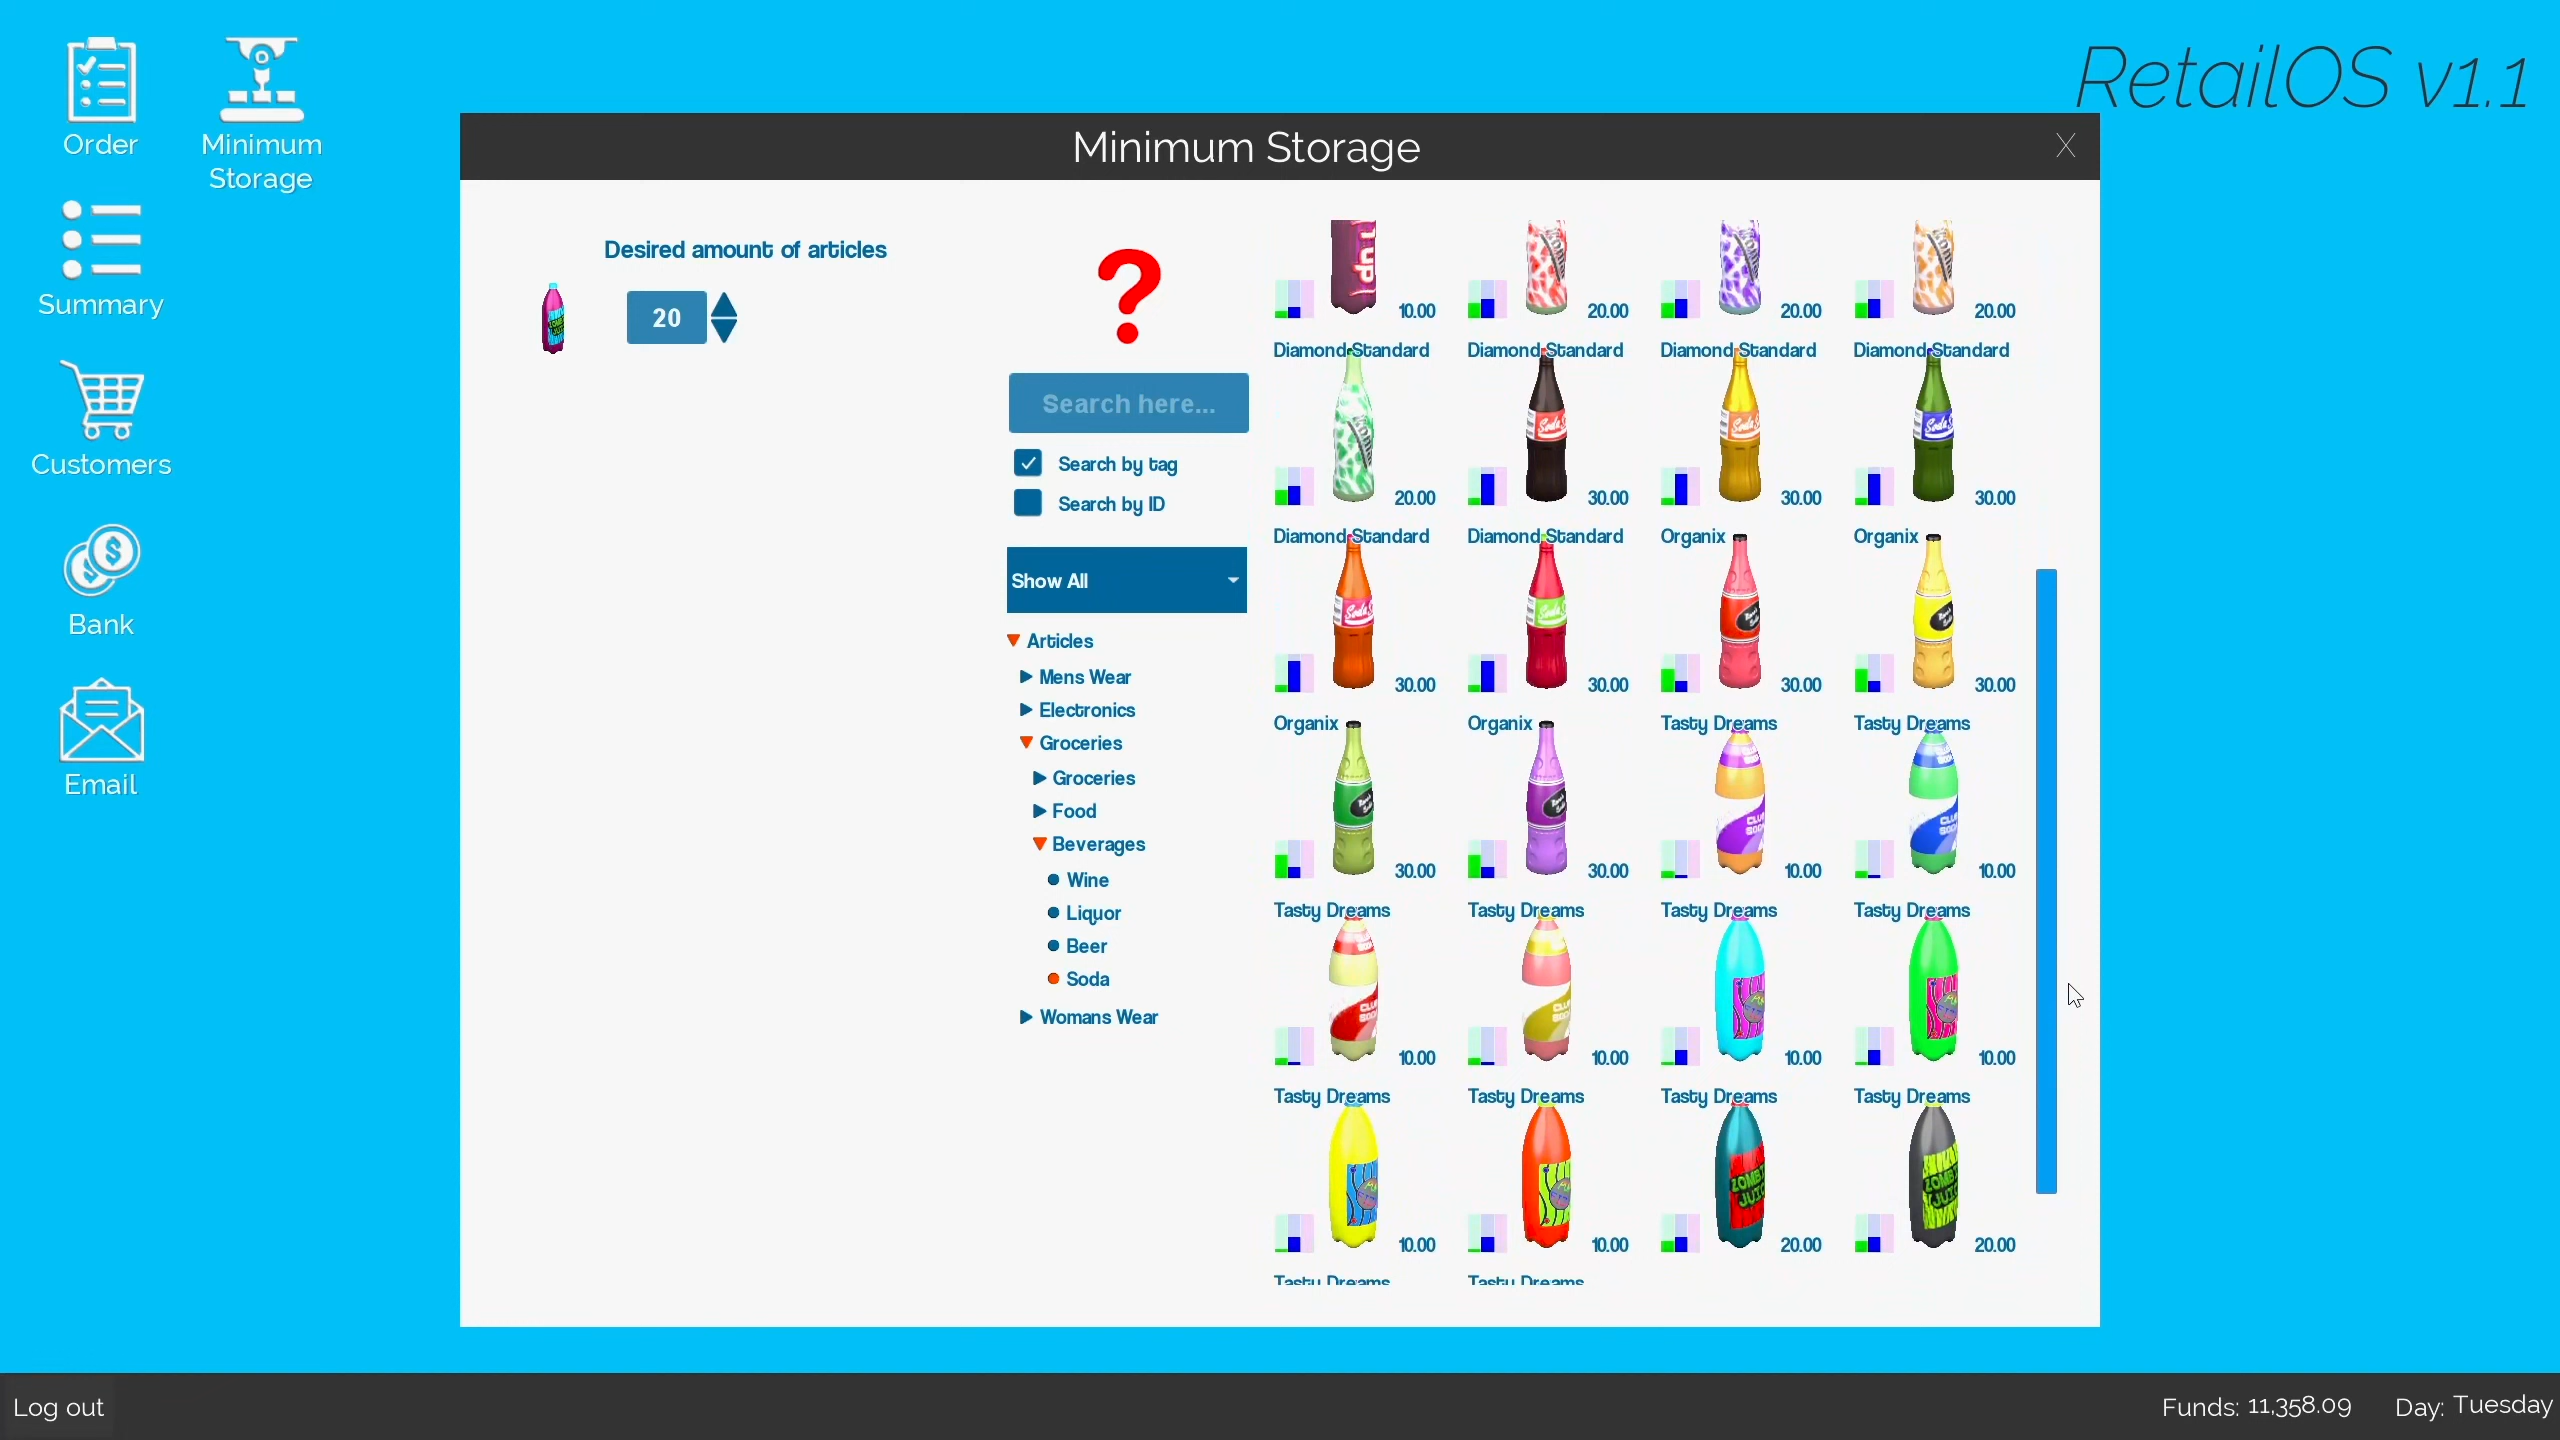 RetailOS v1.1
Order
Minimum
Storage
Summary
Customers
Bank
Email
Minimum Storage
X
Desired amount of articles
20
?
Search here...
Search by tag
Search by ID
Show All
Articles
Mens Wear
Electronics
Groceries
Groceries
Food
Beverages
Wine
Liquor
Beer
Soda
Womans Wear
1 up
10.00 20.00 20.00 20.00
Diamond Standard Diamond Standard Diamond Standard Diamond Standard
20.00 30.00 30.00 30.00
Diamond Standard Diamond Standard Organix Organix
30.00 30.00 30.00 30.00
Organix Organix Tasty Dreams Tasty Dreams
30.00 30.00 10.00 10.00
Tasty Dreams Tasty Dreams Tasty Dreams Tasty Dreams
10.00 10.00 10.00 10.00
Tasty Dreams Tasty Dreams Tasty Dreams Tasty Dreams
10.00 10.00 20.00 20.00
Tasty Dreams Tasty Dreams
Log out
Funds: 11,358.09 Day: Tuesday